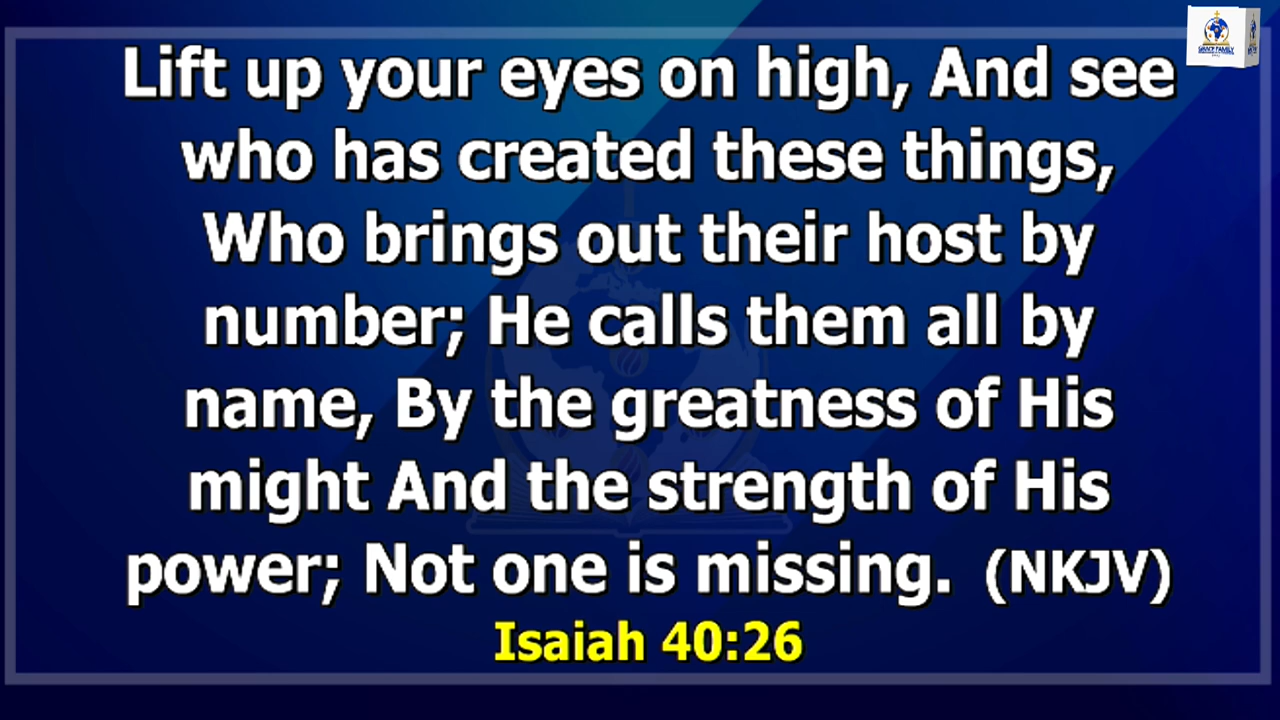 Lift up your eyes on high, And see
who has created these things,
Who brings out their host by
number; He calls them all by
name, By the greatness of His
might And the strength of His
power; Not one is missing. (NKJV)
Isaiah 40:26
GRACE FAMILY